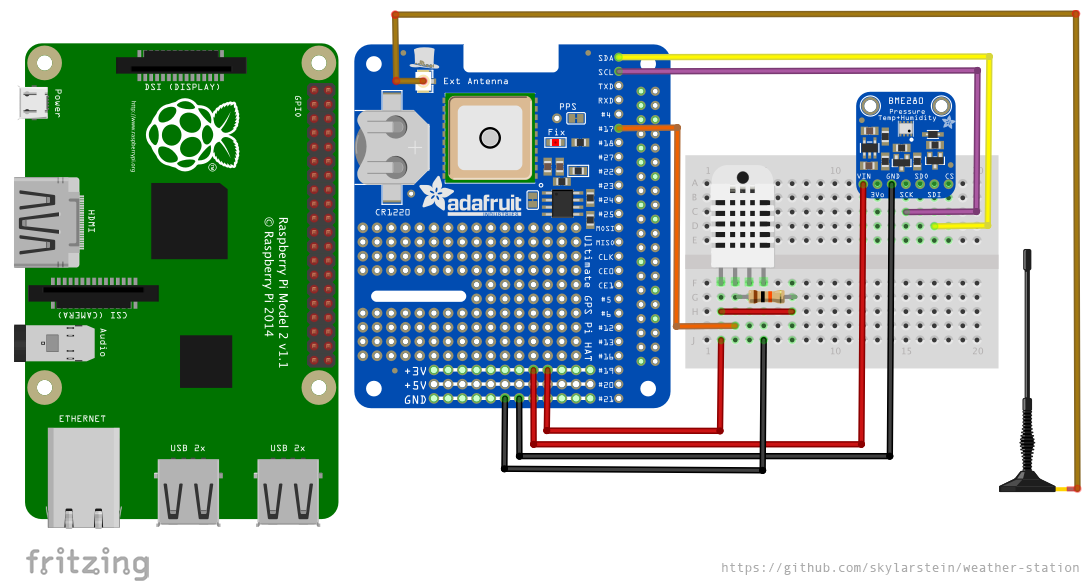 DSI (DISPLAY)
Power
http://www.raspberrypi.org
GPIO
HDMI
Raspberry Pi Model 2 v1.1
© Raspberry Pi 2014
CSI (CAMERA)
Audio
ETHERNET
USB 2x
USB 2x
Ext Antenna
PPS
Fix
CR1220
adafruit
Ultimate GPS Pi HAT
SDA
SCL
TXD
RXD
#4
#17
#18
#27
#22
#23
#24
#25
MOSI
MISO
CLK
CE0
CE1
#5
#6
#12
#13
#16
#19
#20
#21
+3V
+5V
GND
BME280
Pressure
Temp+Humidity
VIN GND SDO CS
3Vo SCK SDI
1 10 20
A
B
C
D
E
F
G
H
J
1 10 15 20
fritzing
https://github.com/skylarstein/weather-station